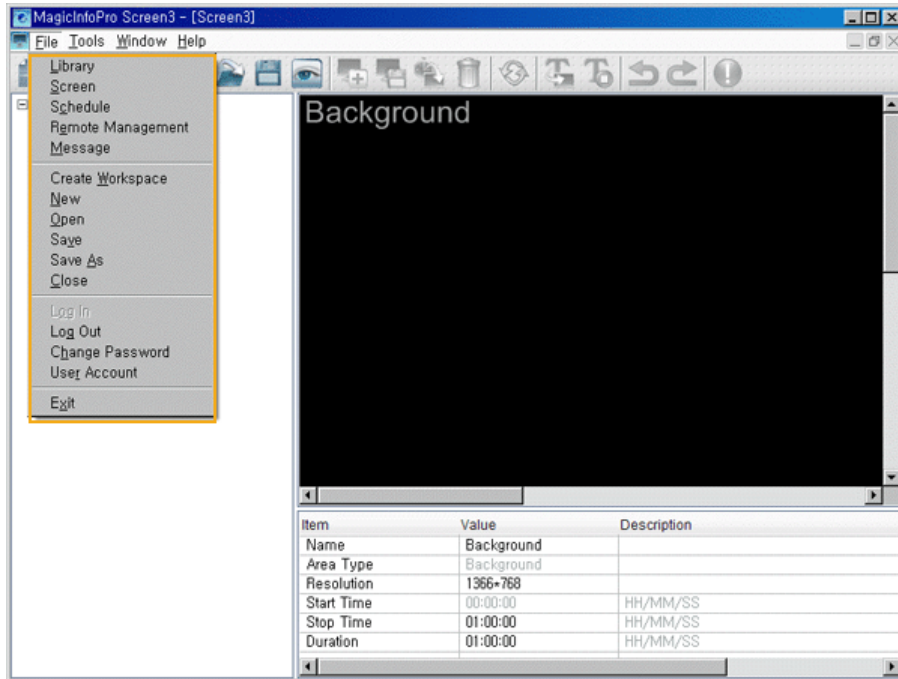 MagicInfoPro Screen3 - [Screen3]
File Tools Window Help
Library
Screen
Schedule
Remote Management
Message
Create Workspace
New
Open
Save
Save As
Close
Log In
Log Out
Change Password
User Account
Exit
Background
Item Value Description
Name Background
Area Type Background
Resolution 1366*768
Start Time 00:00:00 HH/MM/SS
Stop Time 01:00:00 HH/MM/SS
Duration 01:00:00 HH/MM/SS